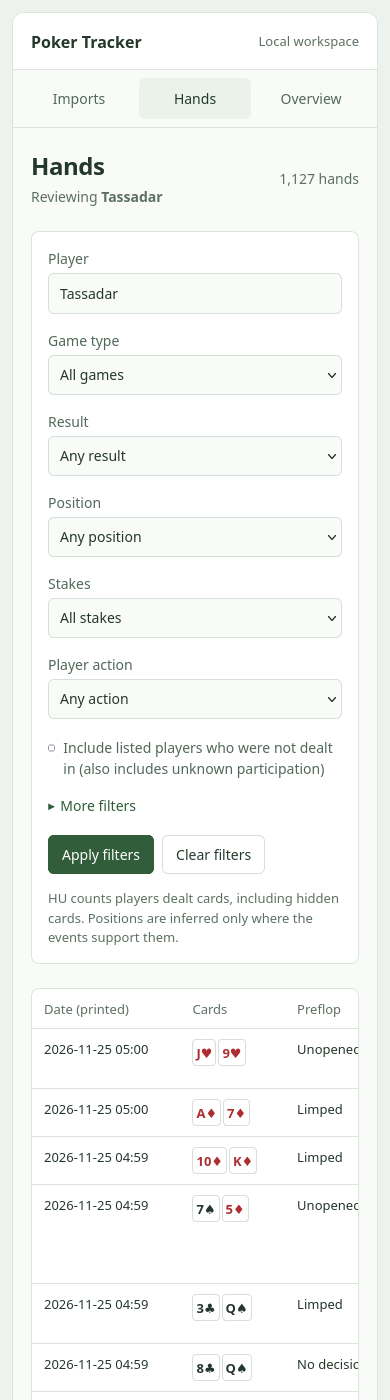 Poker Tracker Local workspace
Imports Hands Overview
Hands
1,127 hands
Reviewing Tassadar
Player
Tassadar
Game type
All games
Result
Any result
Position
Any position
Stakes
All stakes
Player action
Any action
Include listed players who were not dealt
in (also includes unknown participation)
▸ More filters
Apply filters Clear filters
HU counts players dealt cards, including hidden
cards. Positions are inferred only where the
events support them.
Date (printed) Cards Preflop
2026-11-25 05:00 J♥ 9♥ Unopened
2026-11-25 05:00 A♦ 7♦ Limped
2026-11-25 04:59 10♦ K♦ Limped
2026-11-25 04:59 7♠ 5♦ Unopened
2026-11-25 04:59 3♣ Q♠ Limped
2026-11-25 04:59 8♣ Q♠ No decisio